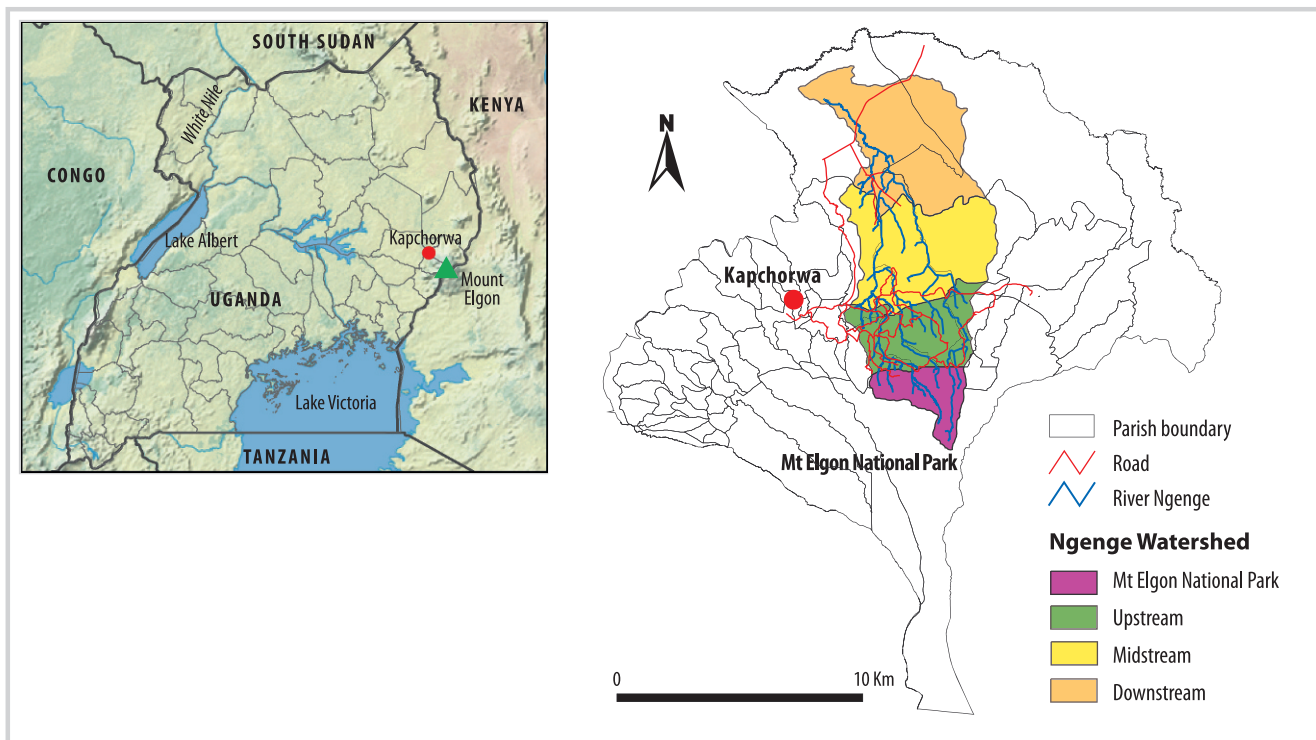 SOUTH SUDAN
KENYA
White Nile
CONGO
Lake Albert
Kapchorwa
Mount
Elgon
UGANDA
Lake Victoria
TANZANIA
N
Kapchorwa
Mt Elgon National Park
0
10 Km
Parish boundary
Road
River Ngenge
Ngenge Watershed
Mt Elgon National Park
Upstream
Midstream
Downstream